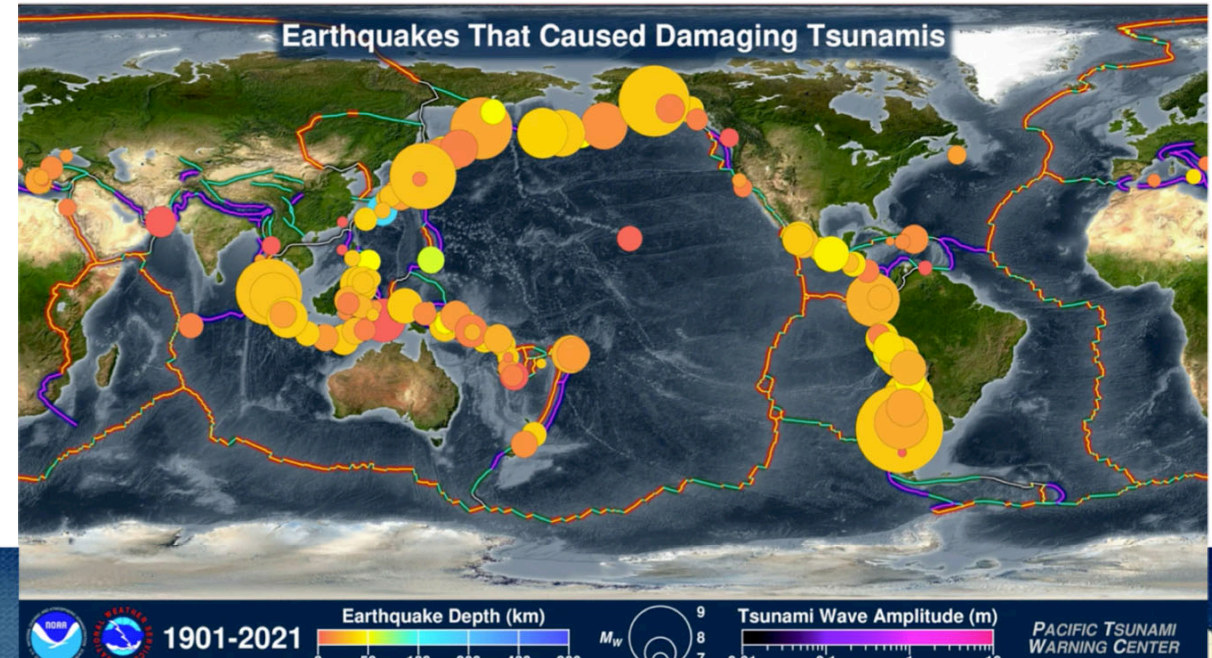 Earthquakes That Caused Damaging Tsunamis
NOAA
1901-2021
Earthquake Depth (km)
Mw
9
8
7
Tsunami Wave Amplitude (m)
PACIFIC TSUNAMI
WARNING CENTER